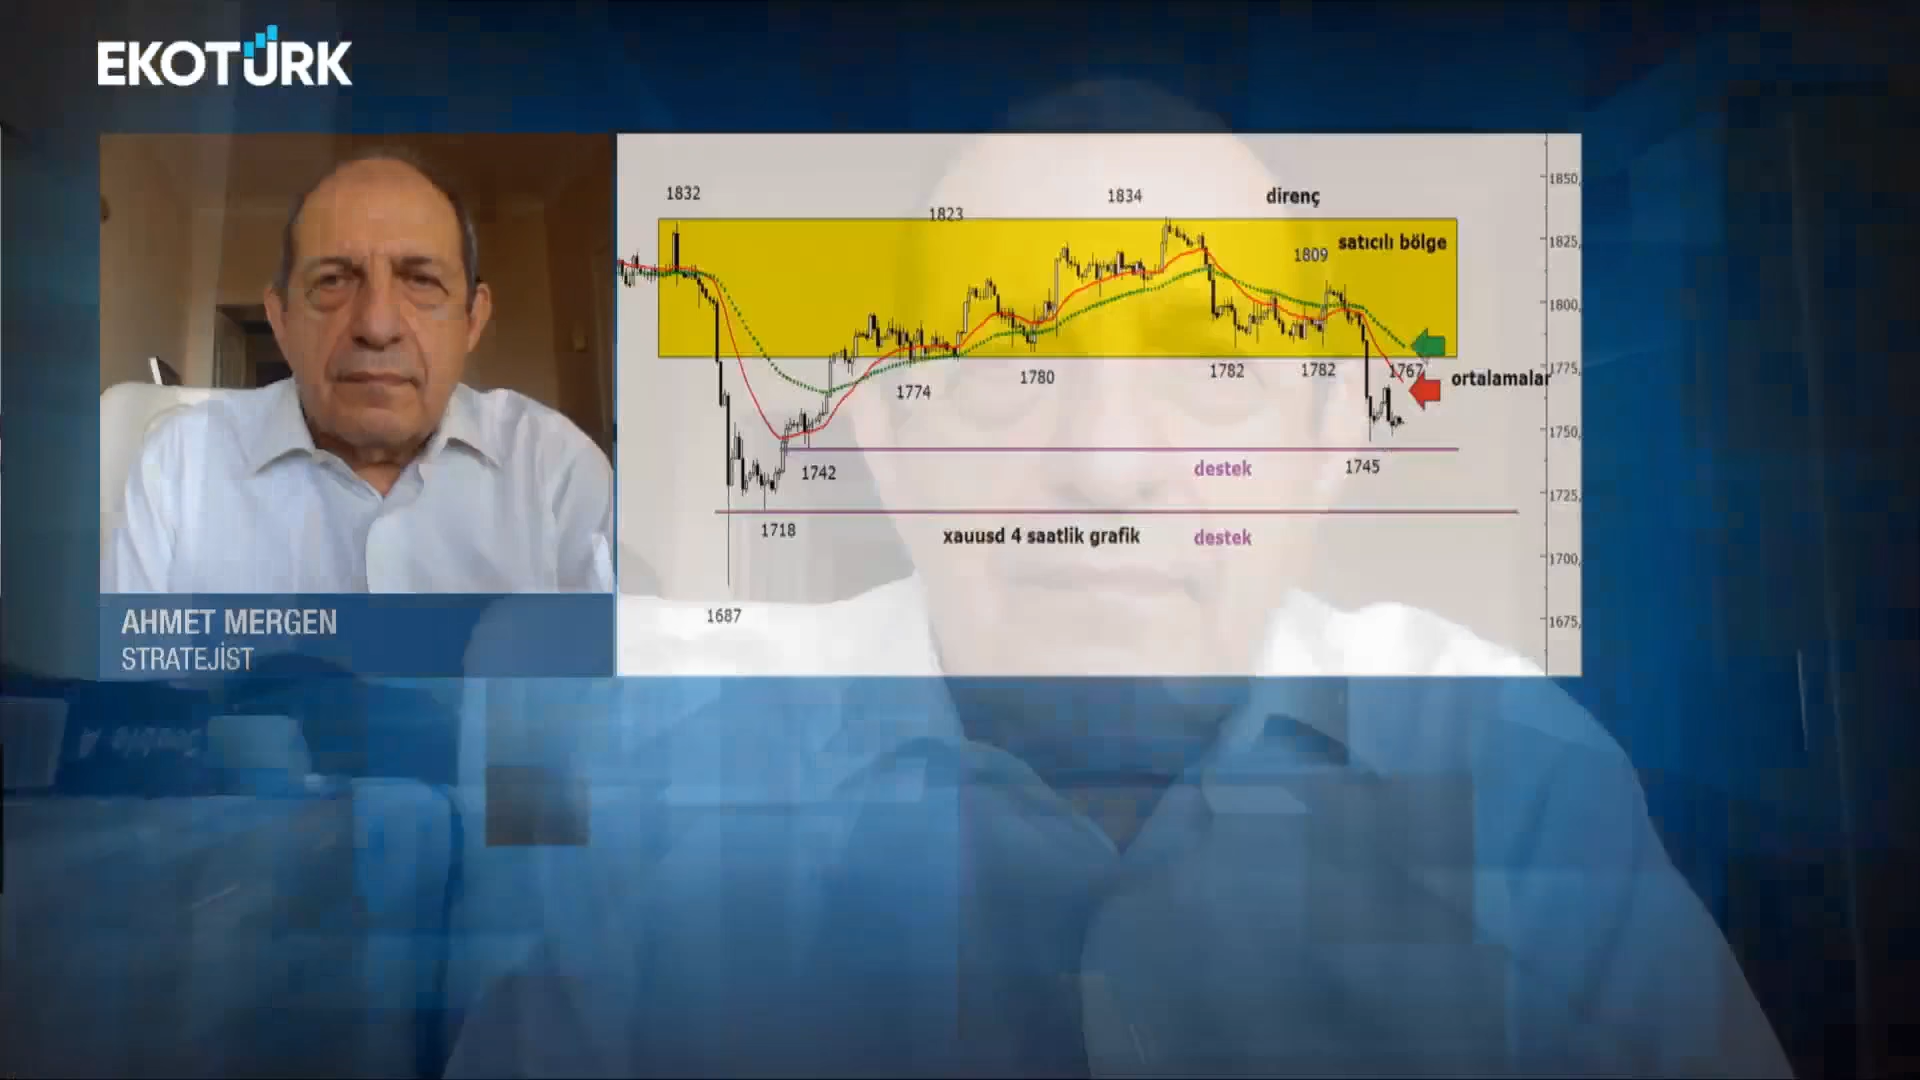 EKOTÜRK
1832
1823
1834
direnç
1809
satıcılı bölge
1774
1780
1782
1782
1767
ortalamalar
1742
destek
1745
1718
xauusd 4 saatlik grafik
destek
1687
1850,
1825,
1800,
1775,
1750,
1725,
1700,
1675,
AHMET MERGEN
STRATEJİST